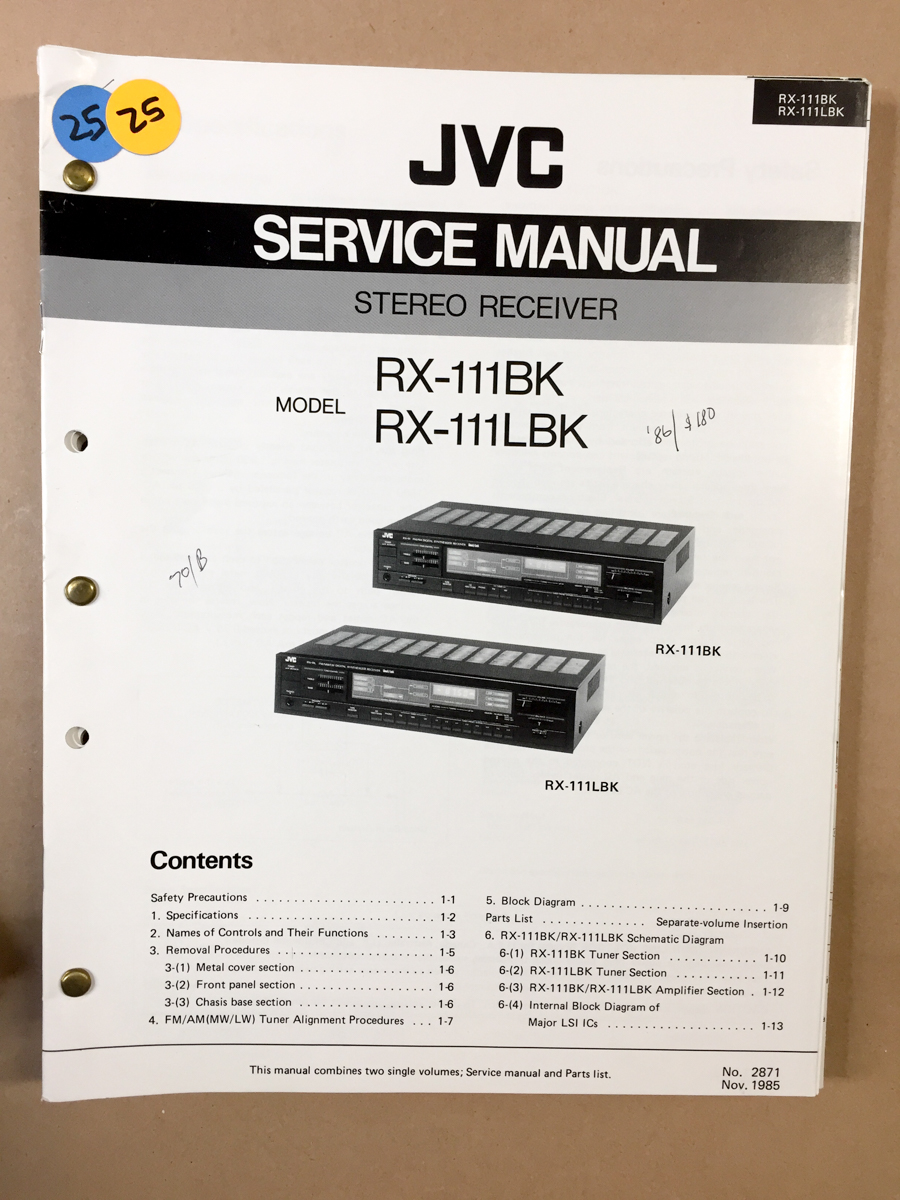 25
25
RX-111BK
RX-111LBK
JVC
SERVICE MANUAL
STEREO RECEIVER
MODEL
RX-111BK
RX-111LBK
'86/$180
70/B
JVC
RX-111BK
JVC
RX-111LBK
Contents
Safety Precautions . . . . . . . . . . . . . . . . . . . . . . . . 1-1
1. Specifications . . . . . . . . . . . . . . . . . . . . . . . . . 1-2
2. Names of Controls and Their Functions . . . . . . . . 1-3
3. Removal Procedures . . . . . . . . . . . . . . . . . . . . . 1-5
3-(1) Metal cover section . . . . . . . . . . . . . . . . . . 1-6
3-(2) Front panel section . . . . . . . . . . . . . . . . . . 1-6
3-(3) Chasis base section . . . . . . . . . . . . . . . . . . 1-6
4. FM/AM(MW/LW) Tuner Alignment Procedures . . . 1-7
5. Block Diagram . . . . . . . . . . . . . . . . . . . . . . . . . 1-9
Parts List . . . . . . . . . . . . . . Separate-volume Insertion
6. RX-111BK/RX-111LBK Schematic Diagram
6-(1) RX-111BK Tuner Section . . . . . . . . . . . . 1-10
6-(2) RX-111LBK Tuner Section . . . . . . . . . . . 1-11
6-(3) RX-111BK/RX-111LBK Amplifier Section . 1-12
6-(4) Internal Block Diagram of
Major LSI ICs . . . . . . . . . . . . . . . . . . . . 1-13
This manual combines two single volumes; Service manual and Parts list.
No. 2871
Nov. 1985